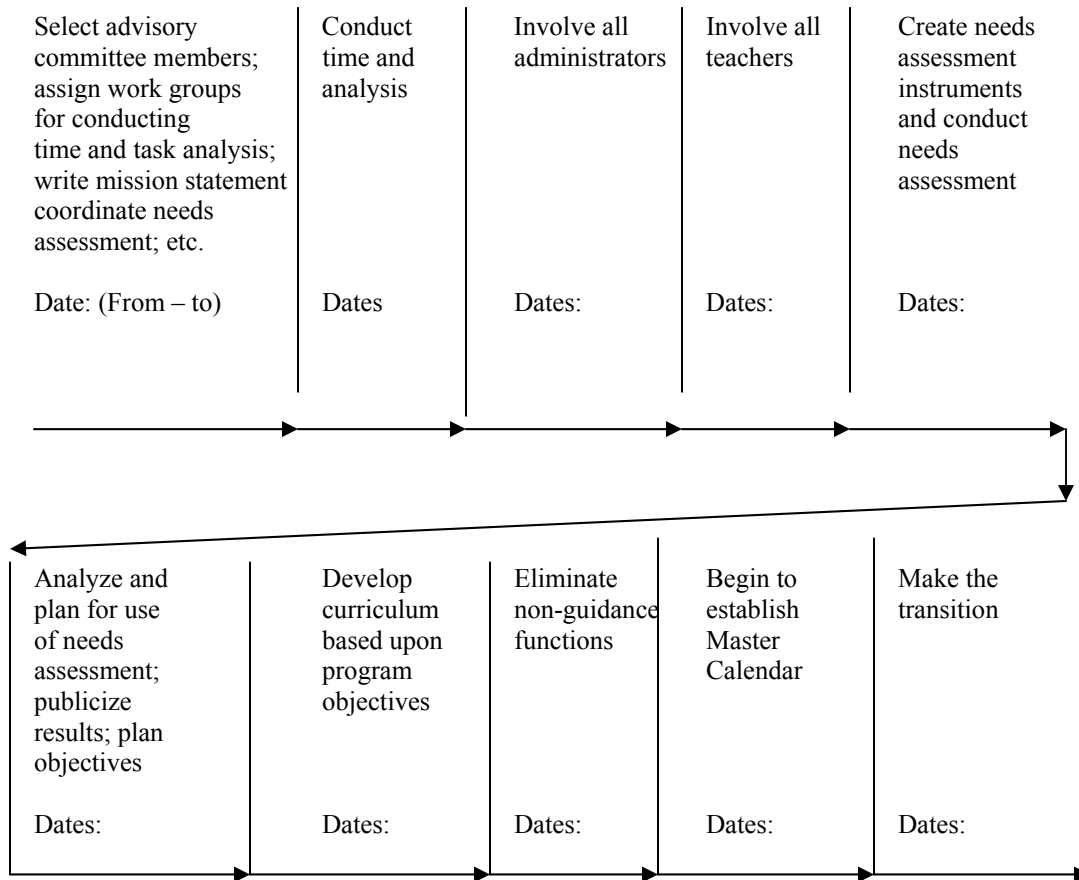 Select advisory
committee members;
assign work groups
for conducting
time and task analysis;
write mission statement
coordinate needs
assessment; etc.
Date: (From – to)
Conduct
time and
analysis
Dates
Involve all
administrators
Dates:
Involve all
teachers
Dates:
Create needs
assessment
instruments
and conduct
needs
assessment
Dates:
Analyze and
plan for use
of needs
assessment;
publicize
results; plan
objectives
Dates:
Develop
curriculum
based upon
program
objectives
Dates:
Eliminate
non-guidance
functions
Dates:
Begin to
establish
Master
Calendar
Dates:
Make the
transition
Dates: